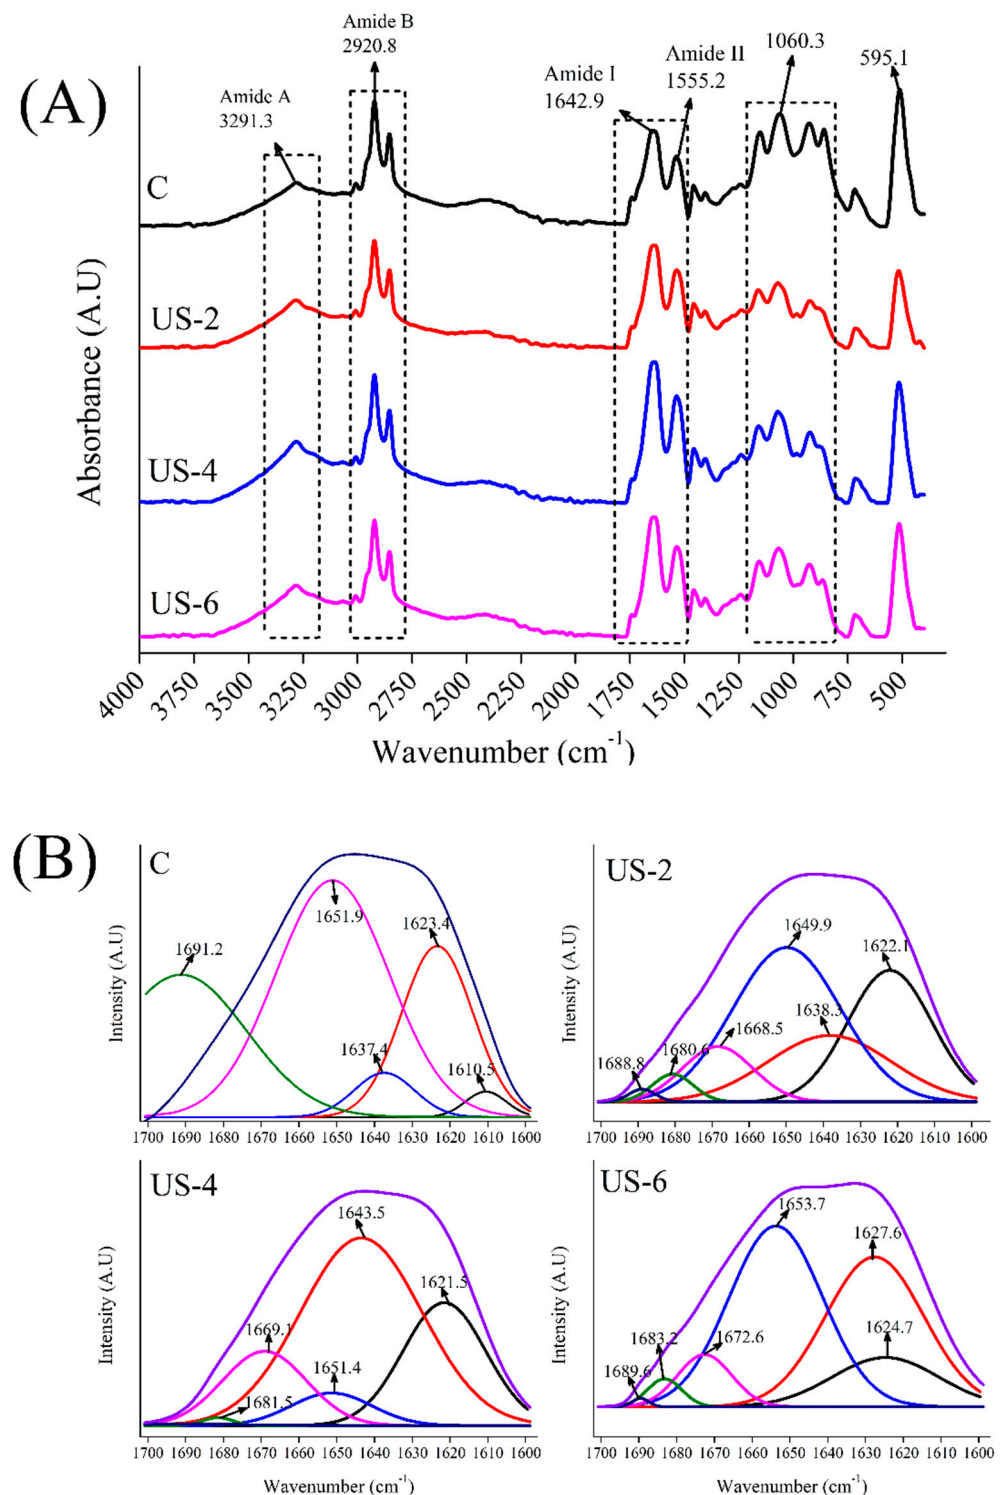 (A)
Amide B
2920.8
1060.3
Amide I
1642.9
Amide II
1555.2
595.1
Amide A
3291.3
C
US-2
US-4
US-6
Absorbance (A.U)
4000 3750 3500 3250 3000 2750 2500 2250 2000 1750 1500 1250 1000 750 500
Wavenumber (cm-1)
(B)
C
1691.2
1651.9
1623.4
1637.4
1610.5
Intensity (A.U)
1700 1690 1680 1670 1660 1650 1640 1630 1620 1610 1600
US-2
1649.9
1622.1
1638.3
1668.5
1680.6
1688.8
Intensity (A.U)
1700 1690 1680 1670 1660 1650 1640 1630 1620 1610 1600
US-4
1643.5
1621.5
1669.1
1651.4
1681.5
Intensity (A.U)
1700 1690 1680 1670 1660 1650 1640 1630 1620 1610 1600
Wavenumber (cm-1)
US-6
1653.7
1627.6
1624.7
1683.2
1672.6
1689.6
Intensity (A.U)
1700 1690 1680 1670 1660 1650 1640 1630 1620 1610 1600
Wavenumber (cm-1)